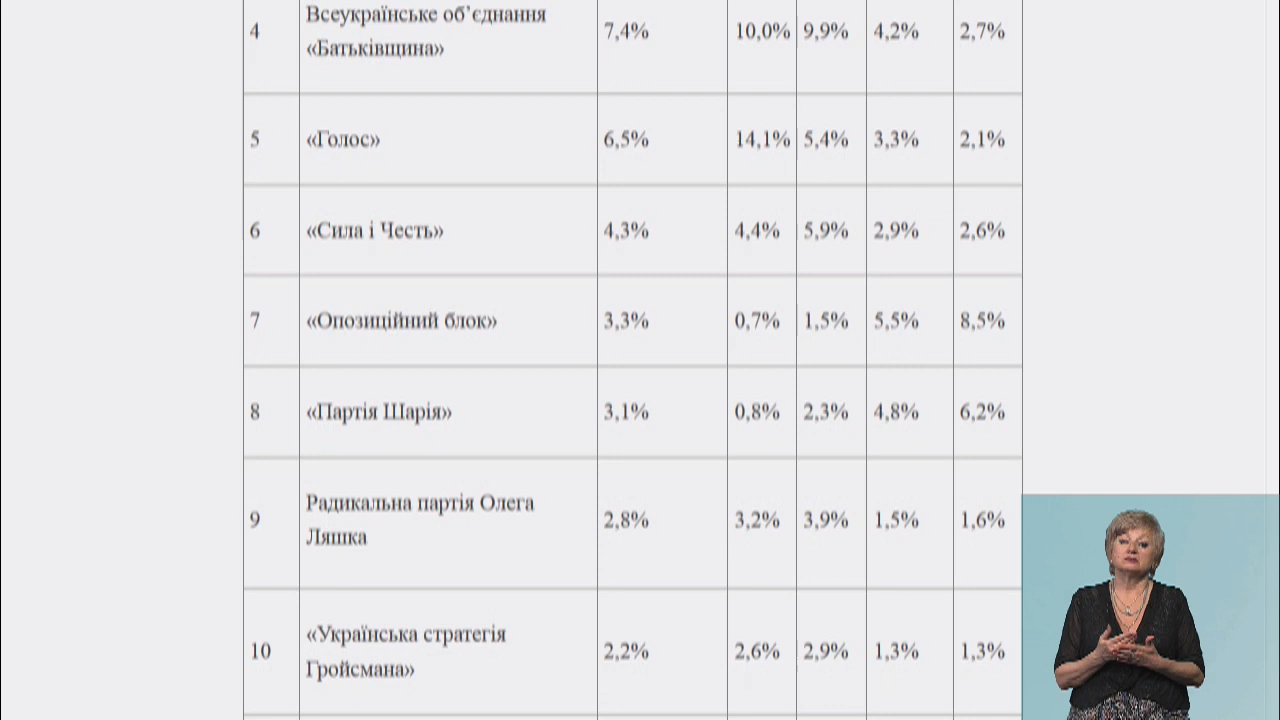 4 Всеукраїнське об’єднання «Батьківщина» 7,4% 10,0% 9,9% 4,2% 2,7%
5 «Голос» 6,5% 14,1% 5,4% 3,3% 2,1%
6 «Сила і Честь» 4,3% 4,4% 5,9% 2,9% 2,6%
7 «Опозиційний блок» 3,3% 0,7% 1,5% 5,5% 8,5%
8 «Партія Шарія» 3,1% 0,8% 2,3% 4,8% 6,2%
9 Радикальна партія Олега Ляшка 2,8% 3,2% 3,9% 1,5% 1,6%
10 «Українська стратегія Гройсмана» 2,2% 2,6% 2,9% 1,3% 1,3%